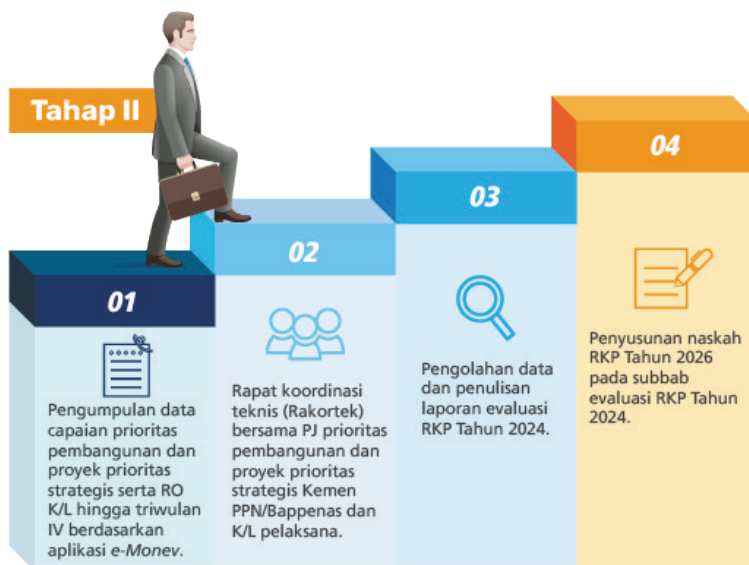 Tahap II
01
Pengumpulan data
capaian prioritas
pembangunan dan
proyek prioritas
strategis serta RO
K/L hingga triwulan
IV berdasarkan
aplikasi e-Monev.
02
Rapat koordinasi
teknis (Rakortek)
bersama PJ prioritas
pembangunan dan
proyek prioritas
strategis Kemen
PPN/Bappenas dan
K/L pelaksana.
03
Pengolahan data
dan penulisan
laporan evaluasi
RKP Tahun 2024.
04
Penyusunan naskah
RKP Tahun 2026
pada subbab
evaluasi RKP Tahun
2024.